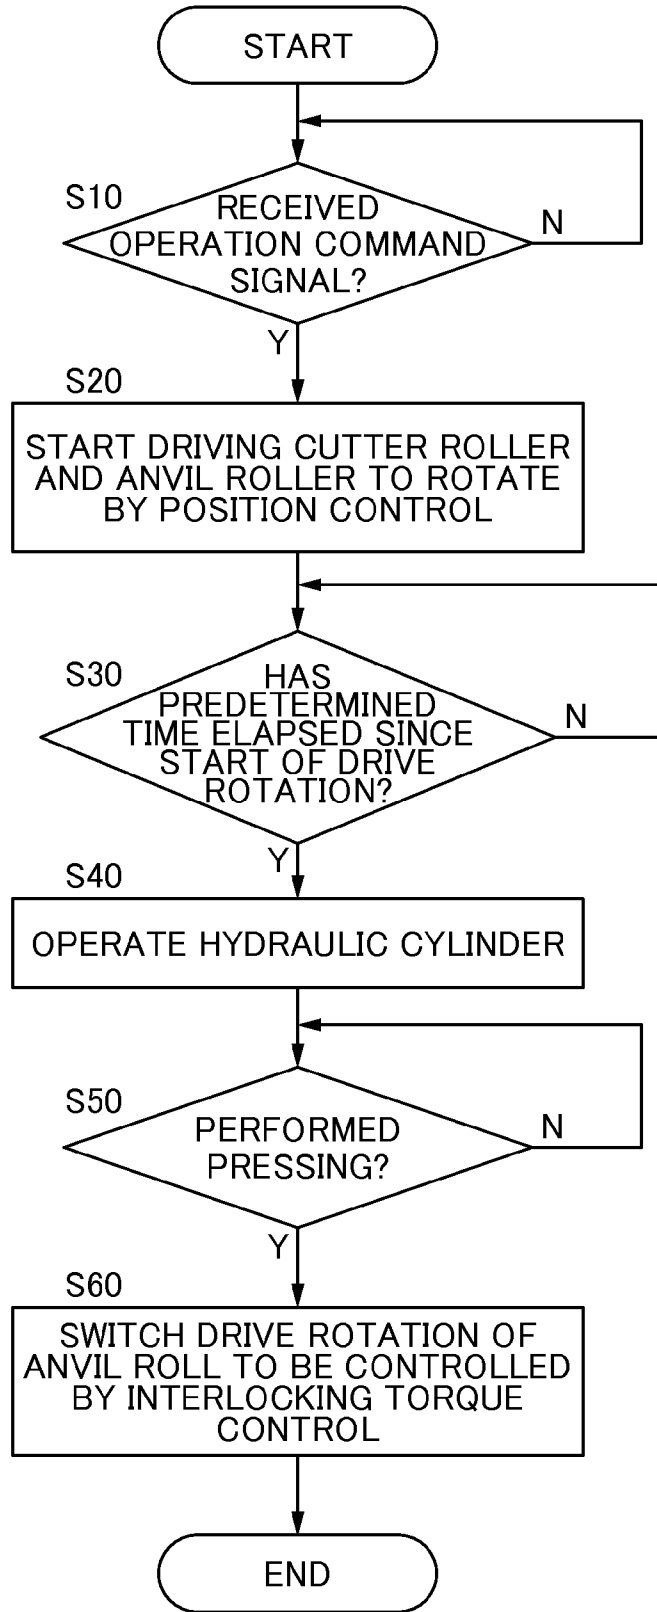 START
S10
RECEIVED
OPERATION COMMAND
SIGNAL?
N
Y
S20
START DRIVING CUTTER ROLLER
AND ANVIL ROLLER TO ROTATE
BY POSITION CONTROL
S30
HAS
PREDETERMINED
TIME ELAPSED SINCE
START OF DRIVE
ROTATION?
N
Y
S40
OPERATE HYDRAULIC CYLINDER
S50
PERFORMED
PRESSING?
N
Y
S60
SWITCH DRIVE ROTATION OF
ANVIL ROLL TO BE CONTROLLED
BY INTERLOCKING TORQUE
CONTROL
END